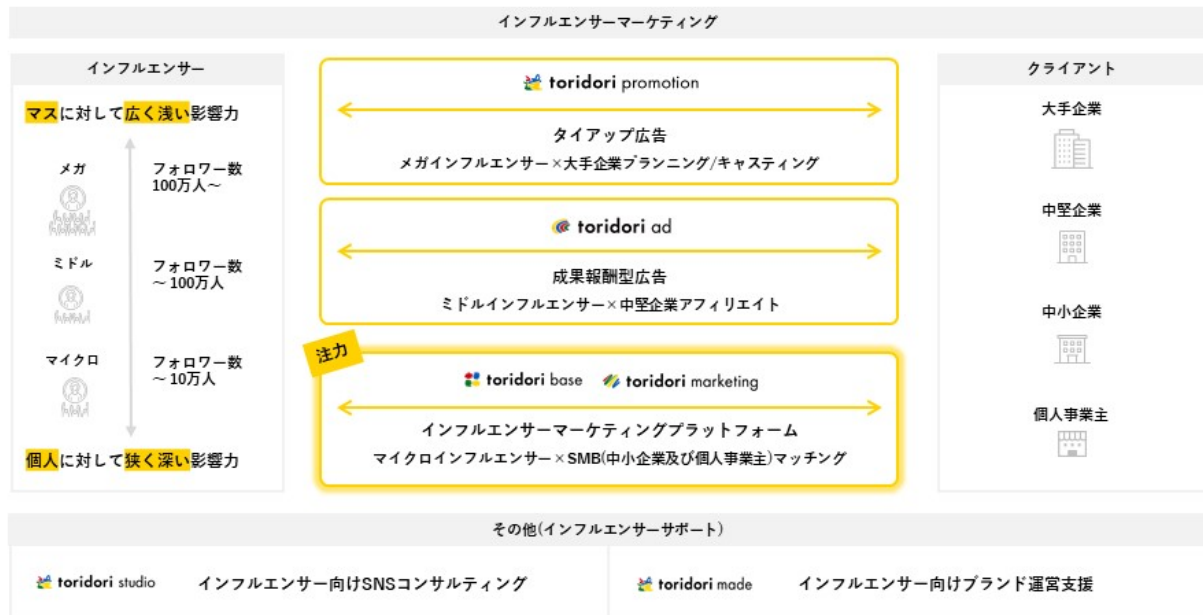 インフルエンサーマーケティング
インフルエンサー
マスに対して広く浅い影響力
メガ
フォロワー数
100万人～
ミドル
フォロワー数
～100万人
マイクロ
フォロワー数
～10万人
個人に対して狭く深い影響力
toridori promotion
タイアップ広告
メガインフルエンサー×大手企業プランニング/キャスティング
toridori ad
成果報酬型広告
ミドルインフルエンサー×中堅企業アフィリエイト
注力
toridori base toridori marketing
インフルエンサーマーケティングプラットフォーム
マイクロインフルエンサー×SMB(中小企業及び個人事業主)マッチング
クライアント
大手企業
中堅企業
中小企業
個人事業主
その他(インフルエンサーサポート)
toridori studio インフルエンサー向けSNSコンサルティング
toridori made インフルエンサー向けブランド運営支援